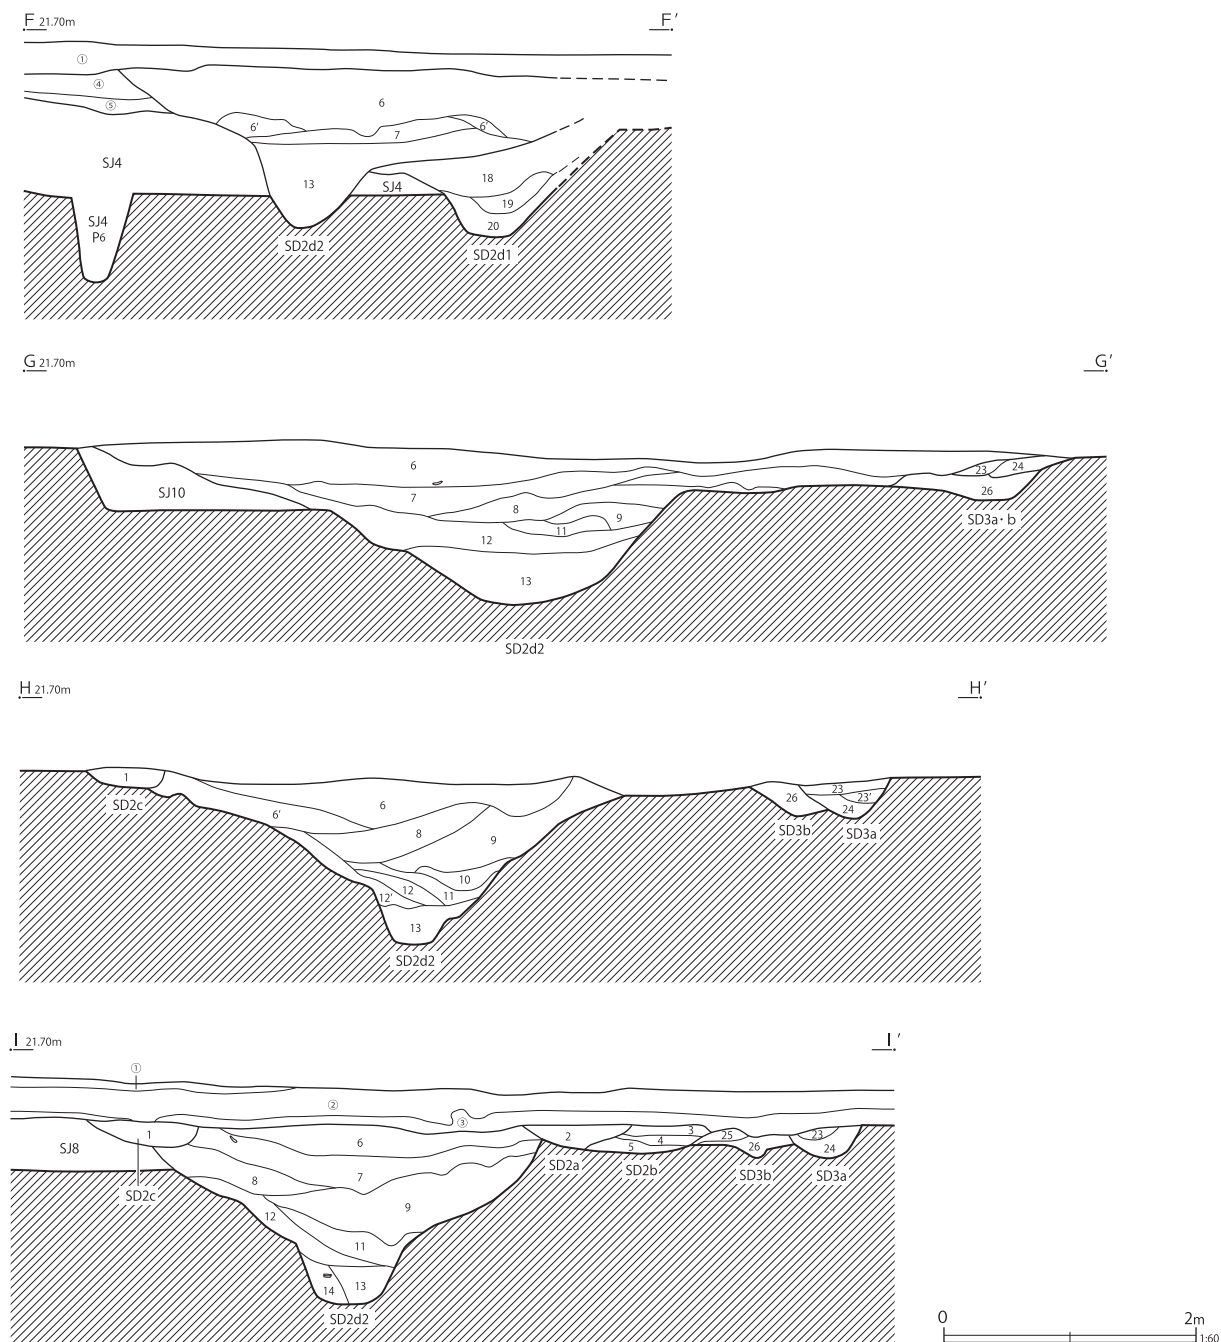 F 21.70m F′
①
④
⑤
6
6′ 7 6′
SJ4
13 SJ4 18
19
SJ4
P6
20
SD2d2
SD2d1
G 21.70m G′
6 23 24
SJ10 7 26
8 9
11
12
SD3a・b
13
SD2d2
H 21.70m H′
1 6 26 23
23′
24
SD2c
6′ 8 9
SD3b SD3a
10
12 11
12′
13
SD2d2
I 21.70m I′
①
②
③
SJ8 1 6 2 3 25 23
4
5 26 24
SD2a SD2b SD3b SD3a
SD2c
8 7
12 9
11
14 13
SD2d2
0 2m
1:60